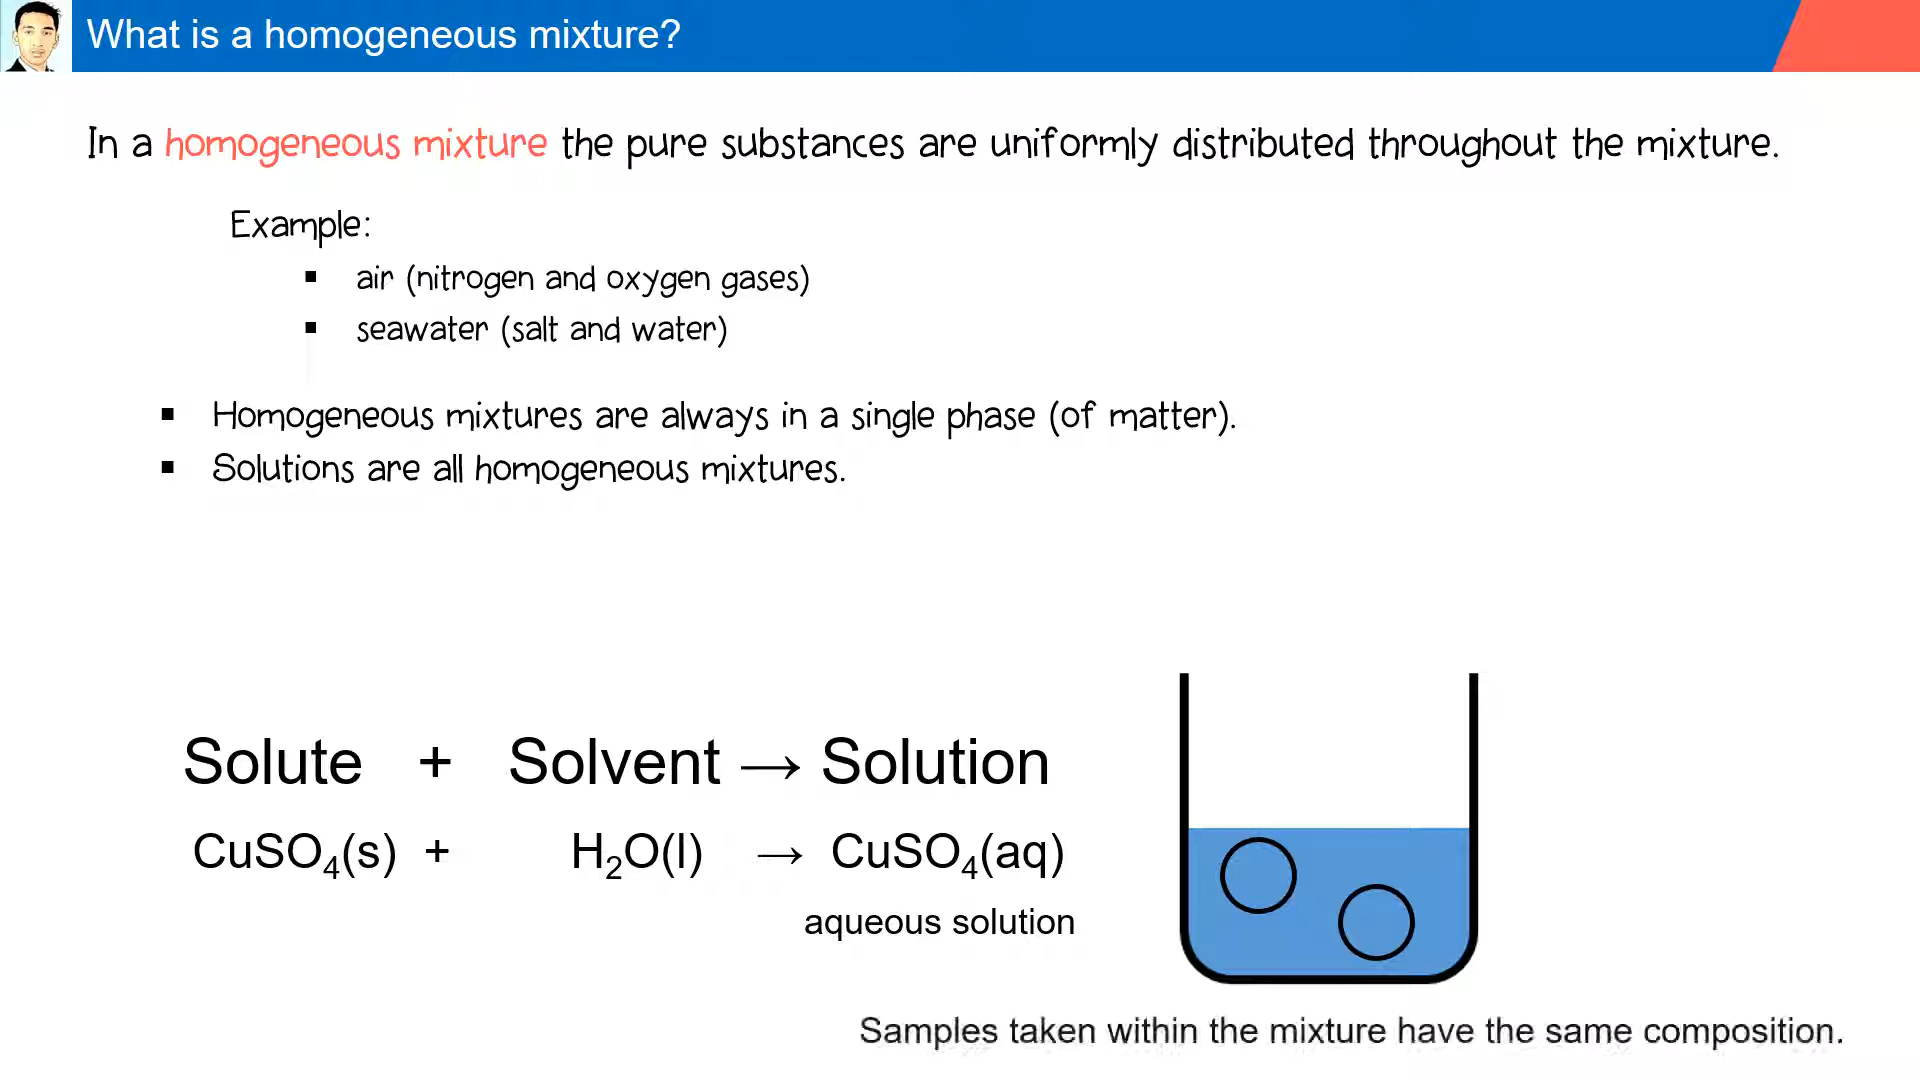 What is a homogeneous mixture?
In a homogeneous mixture the pure substances are uniformly distributed throughout the mixture.
Example:
▪ air (nitrogen and oxygen gases)
▪ seawater (salt and water)
▪ Homogeneous mixtures are always in a single phase (of matter).
▪ Solutions are all homogeneous mixtures.
Solute + Solvent → Solution
CuSO₄(s) + H₂O(l) → CuSO₄(aq)
aqueous solution
Samples taken within the mixture have the same composition.